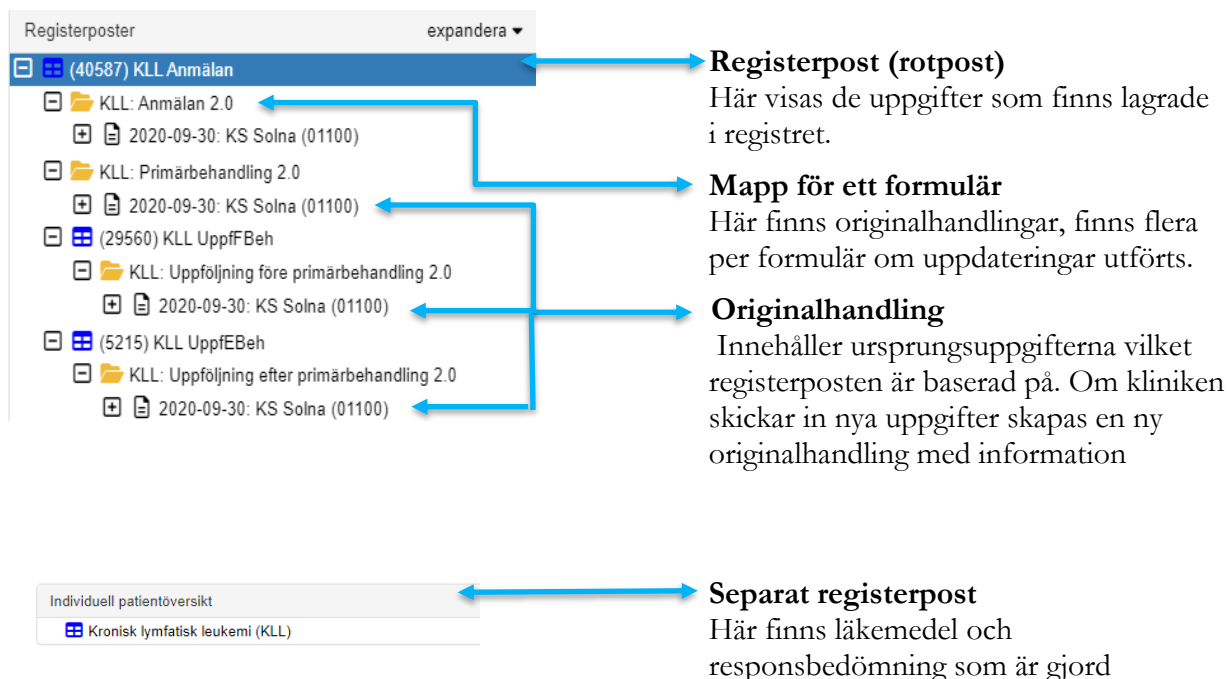 Registerposter expandera
(40587) KLL Anmälan
KLL: Anmälan 2.0
2020-09-30: KS Solna (01100)
KLL: Primärbehandling 2.0
2020-09-30: KS Solna (01100)
(29560) KLL UppfFBeh
KLL: Uppföljning före primärbehandling 2.0
2020-09-30: KS Solna (01100)
(5215) KLL UppfEBeh
KLL: Uppföljning efter primärbehandling 2.0
2020-09-30: KS Solna (01100)
Registerpost (rotpost)
Här visas de uppgifter som finns lagrade
i registret.
Mapp för ett formulär
Här finns originalhandlingar, finns flera
per formulär om uppdateringar utförts.
Originalhandling
Innehåller ursprungsuppgifterna vilket
registerposten är baserad på. Om kliniken
skickar in nya uppgifter skapas en ny
originalhandling med information
Individuell patientöversikt
Kronisk lymfatisk leukemi (KLL)
Separat registerpost
Här finns läkemedel och
responsbedömning som är gjord